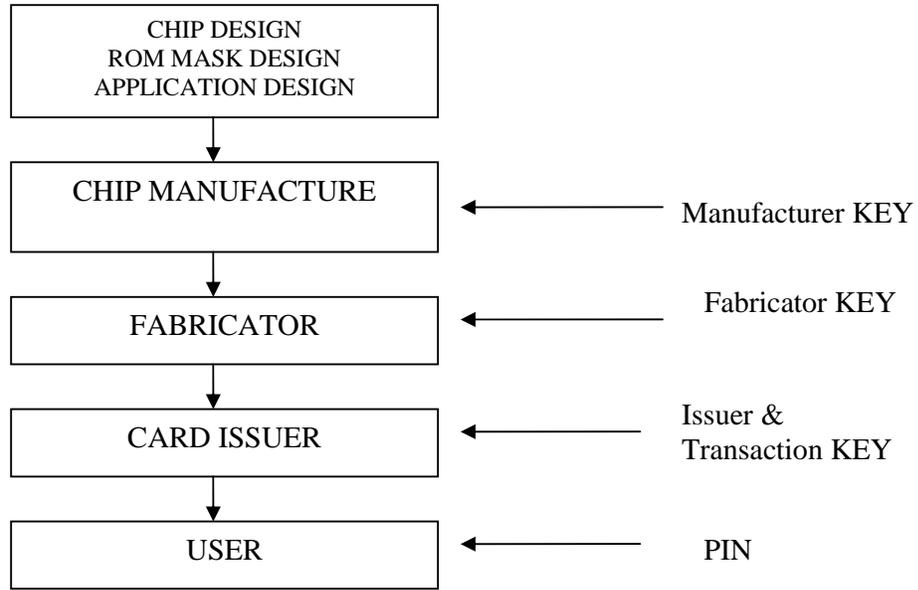 CHIP DESIGN
ROM MASK DESIGN
APPLICATION DESIGN
CHIP MANUFACTURE
Manufacturer KEY
FABRICATOR
Fabricator KEY
CARD ISSUER
Issuer &
Transaction KEY
USER
PIN